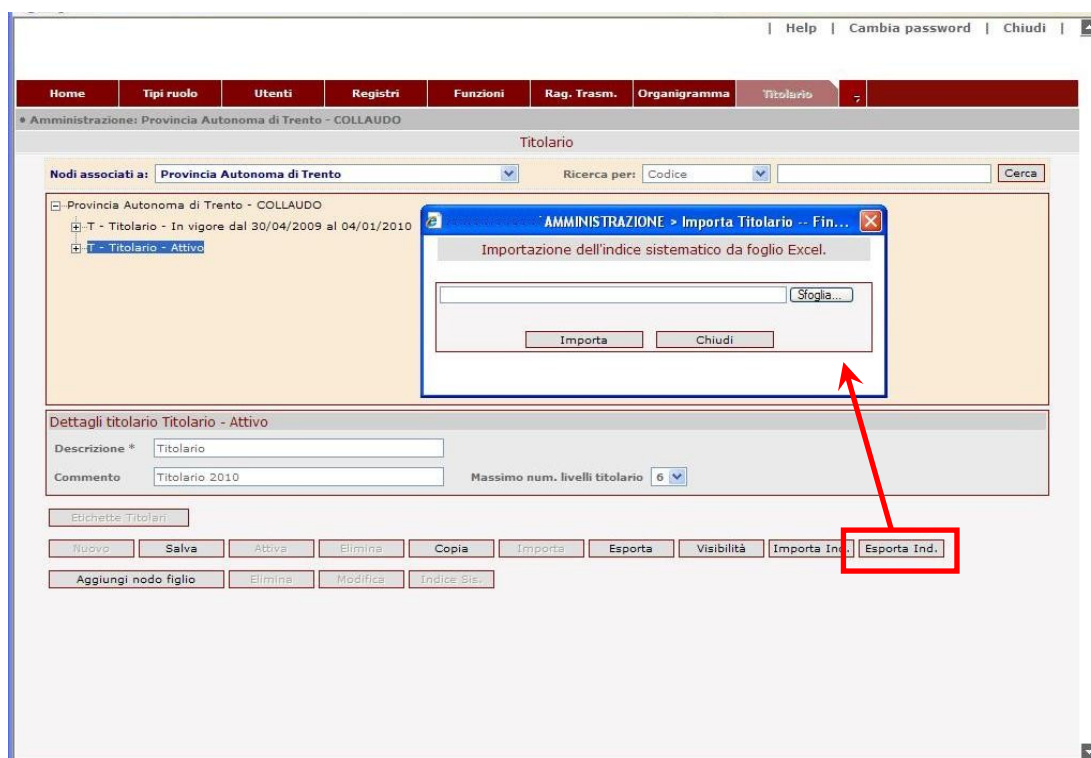 | Help | Cambia password | Chiudi |
Home Tipi ruolo Utenti Registri Funzioni Rag. Trasm. Organigramma Titolario
• Amministrazione: Provincia Autonoma di Trento - COLLAUDO
Titolario
Nodi associati a: Provincia Autonoma di Trento Ricerca per: Codice Cerca
Provincia Autonoma di Trento - COLLAUDO
T - Titolario - In vigore dal 30/04/2009 al 04/01/2010
T - Titolario - Attivo
AMMINISTRAZIONE > Importa Titolario -- Fin...
Importazione dell'indice sistematico da foglio Excel.
Sfoglia...
Importa Chiudi
Dettagli titolario Titolario - Attivo
Descrizione * Titolario
Commento Titolario 2010 Massimo num. livelli titolario 6
Etichette Titolari
Nuovo Salva Attiva Elimina Copia Importa Esporta Visibilità Importa Ind. Esporta Ind.
Aggiungi nodo figlio Elimina Modifica Indice Sis.